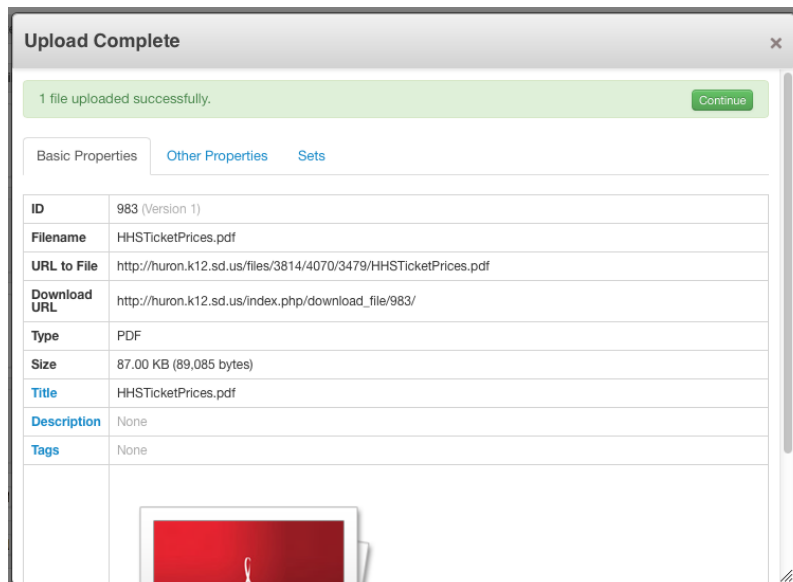 Upload Complete
×
1 file uploaded successfully.
Continue
Basic Properties Other Properties Sets
ID 983 (Version 1)
Filename HHSTicketPrices.pdf
URL to File http://huron.k12.sd.us/files/3814/4070/3479/HHSTicketPrices.pdf
Download
URL http://huron.k12.sd.us/index.php/download_file/983/
Type PDF
Size 87.00 KB (89,085 bytes)
Title HHSTicketPrices.pdf
Description None
Tags None